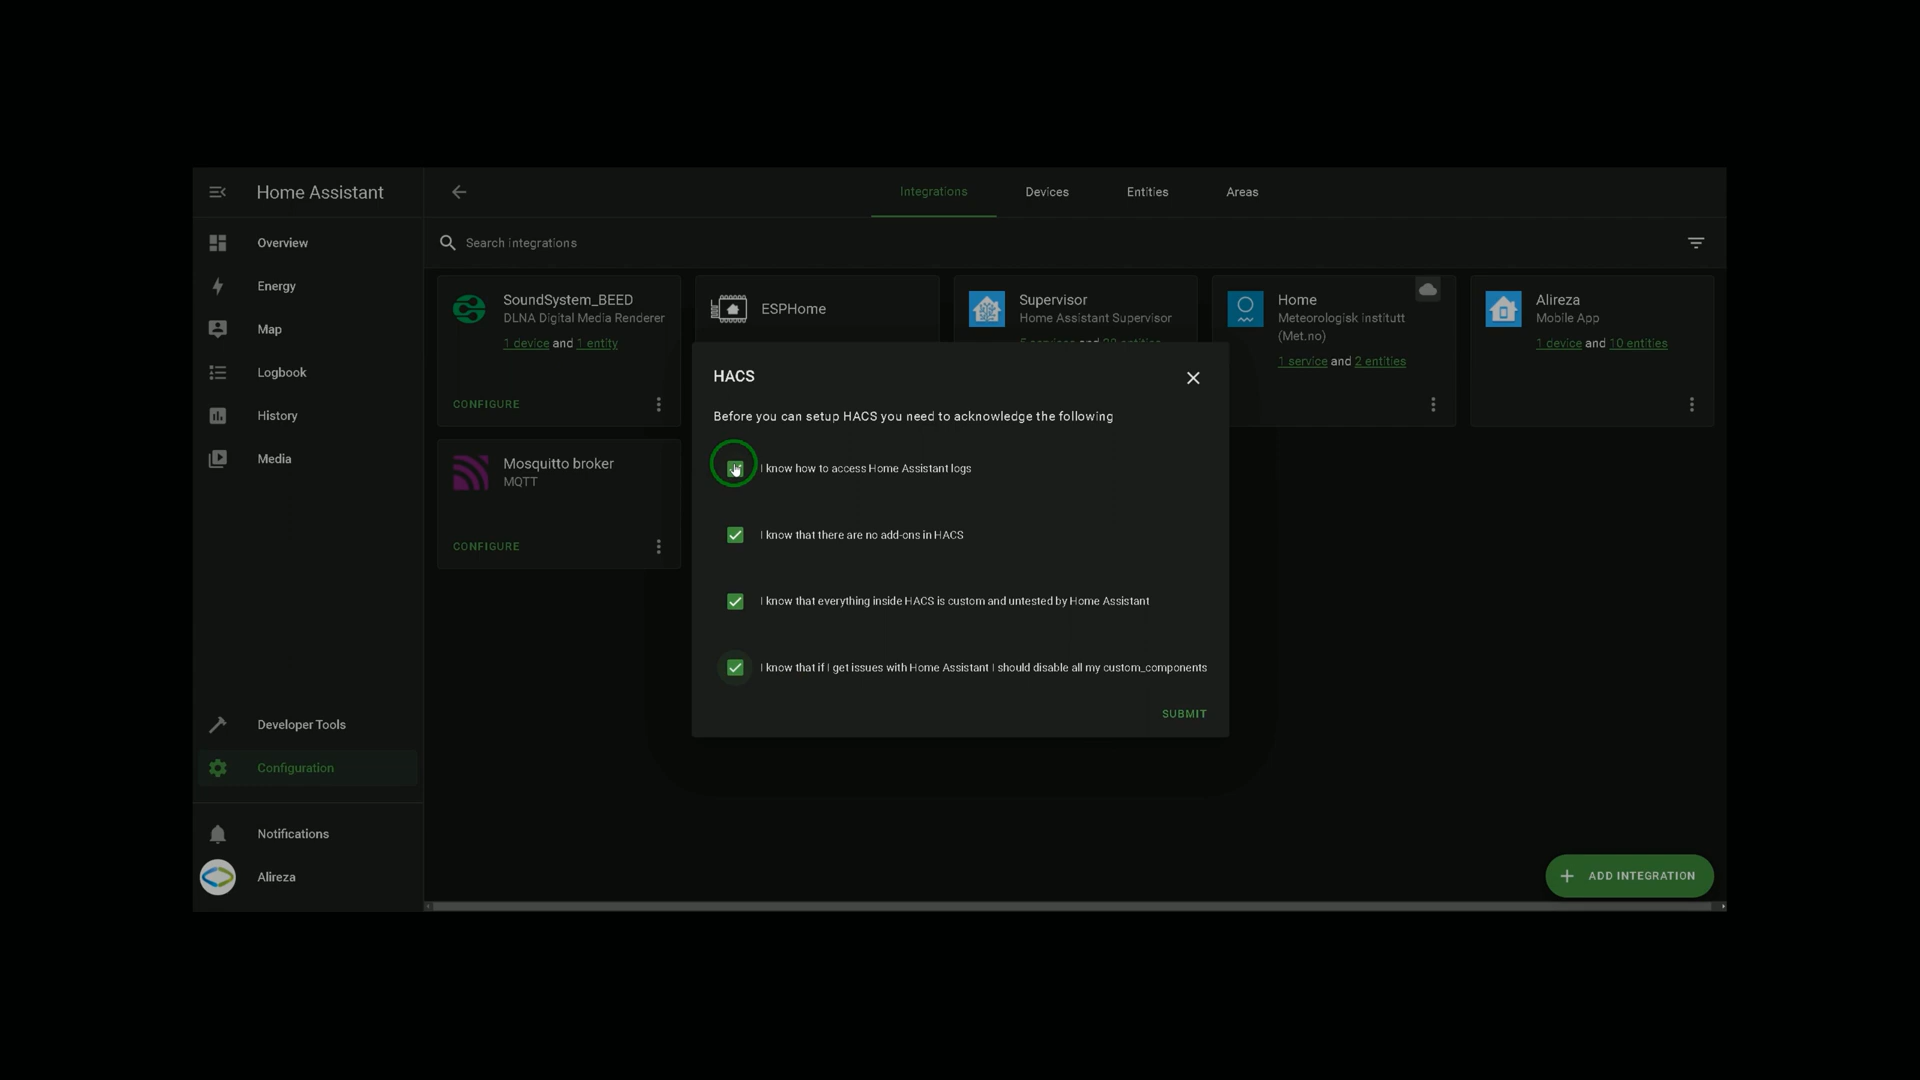 Home Assistant
Integrations
Devices
Entities
Areas
Search integrations
Overview
Energy
Map
Logbook
History
Media
Developer Tools
Configuration
Notifications
Alireza
SoundSystem_BEED
DLNA Digital Media Renderer
1 device and 1 entity
CONFIGURE
ESPHome
Supervisor
Home Assistant Supervisor
Home
Meteorologisk institutt
(Met.no)
1 service and 2 entities
Alireza
Mobile App
1 device and 10 entities
Mosquitto broker
MQTT
CONFIGURE
HACS
Before you can setup HACS you need to acknowledge the following
I know how to access Home Assistant logs
I know that there are no add-ons in HACS
I know that everything inside HACS is custom and untested by Home Assistant
I know that if I get issues with Home Assistant I should disable all my custom_components
SUBMIT
ADD INTEGRATION